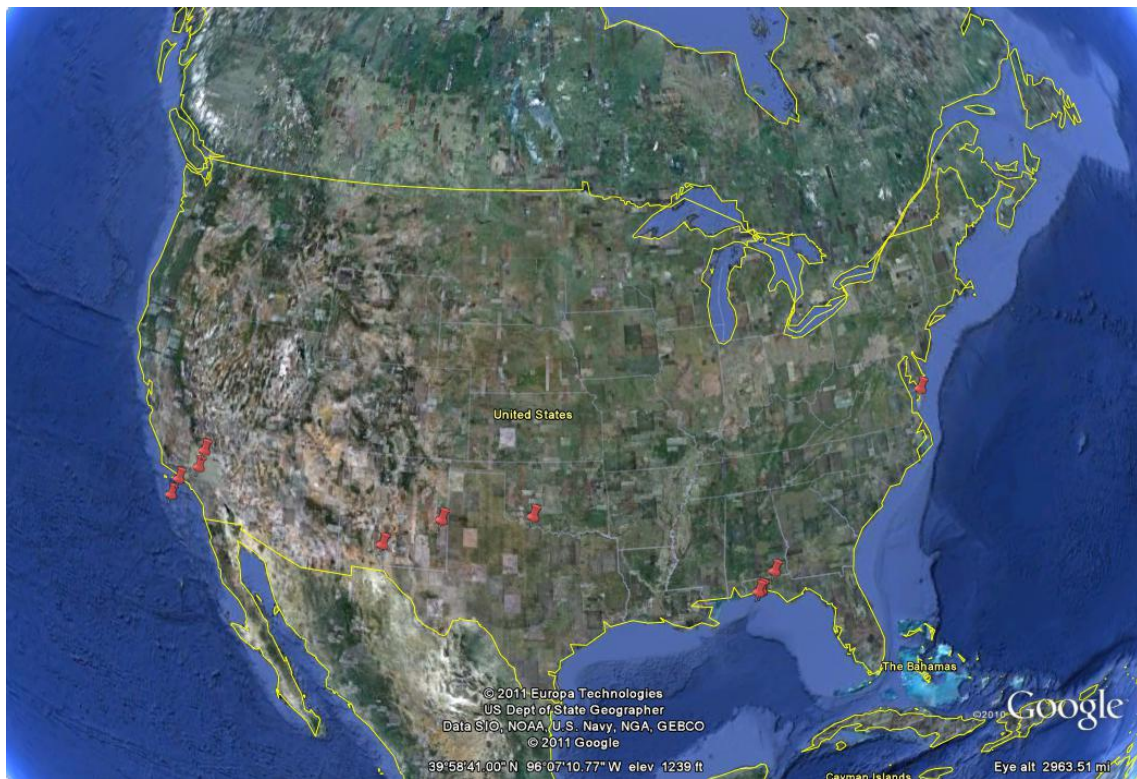 United States
The Bahamas
© 2011 Europa Technologies
US Dept of State Geographer
Data SIO, NOAA, U.S. Navy, NGA, GEBCO
© 2011 Google
©2010 Google
39°58'41.00" N 96°07'10.77" W elev 1239 ft
Cayman Islands
Eye alt 2963.51 mi